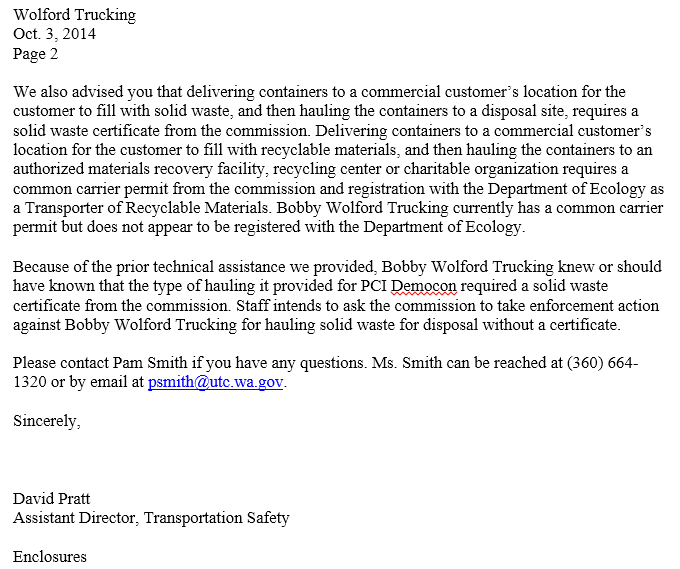 Wolford Trucking
Oct. 3, 2014
Page 2
We also advised you that delivering containers to a commercial customer's location for the
customer to fill with solid waste, and then hauling the containers to a disposal site, requires a
solid waste certificate from the commission. Delivering containers to a commercial customer's
location for the customer to fill with recyclable materials, and then hauling the containers to an
authorized materials recovery facility, recycling center or charitable organization requires a
common carrier permit from the commission and registration with the Department of Ecology as
a Transporter of Recyclable Materials. Bobby Wolford Trucking currently has a common carrier
permit but does not appear to be registered with the Department of Ecology.
Because of the prior technical assistance we provided, Bobby Wolford Trucking knew or should
have known that the type of hauling it provided for PCI Democon required a solid waste
certificate from the commission. Staff intends to ask the commission to take enforcement action
against Bobby Wolford Trucking for hauling solid waste for disposal without a certificate.
Please contact Pam Smith if you have any questions. Ms. Smith can be reached at (360) 664-
1320 or by email at psmith@utc.wa.gov.
Sincerely,
David Pratt
Assistant Director, Transportation Safety
Enclosures